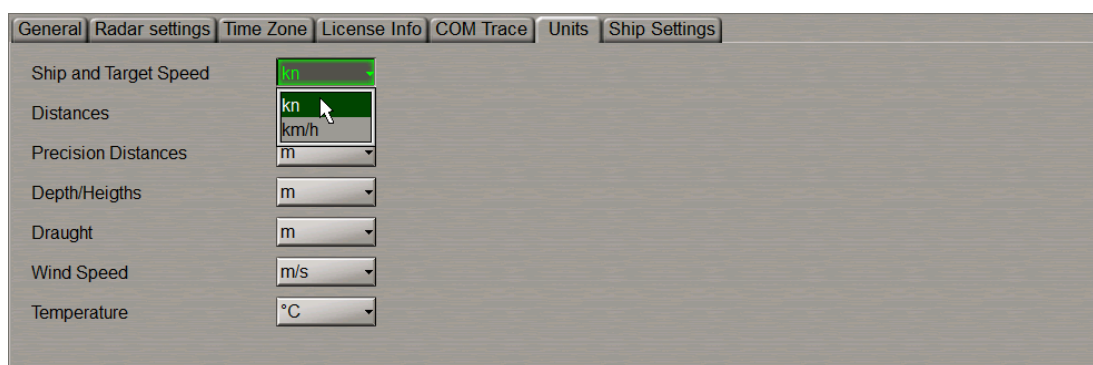 General Radar settings Time Zone License Info COM Trace Units Ship Settings
Ship and Target Speed kn
kn
Distances
km/h
Precision Distances m
Depth/Heigths m
Draught m
Wind Speed m/s
Temperature °C